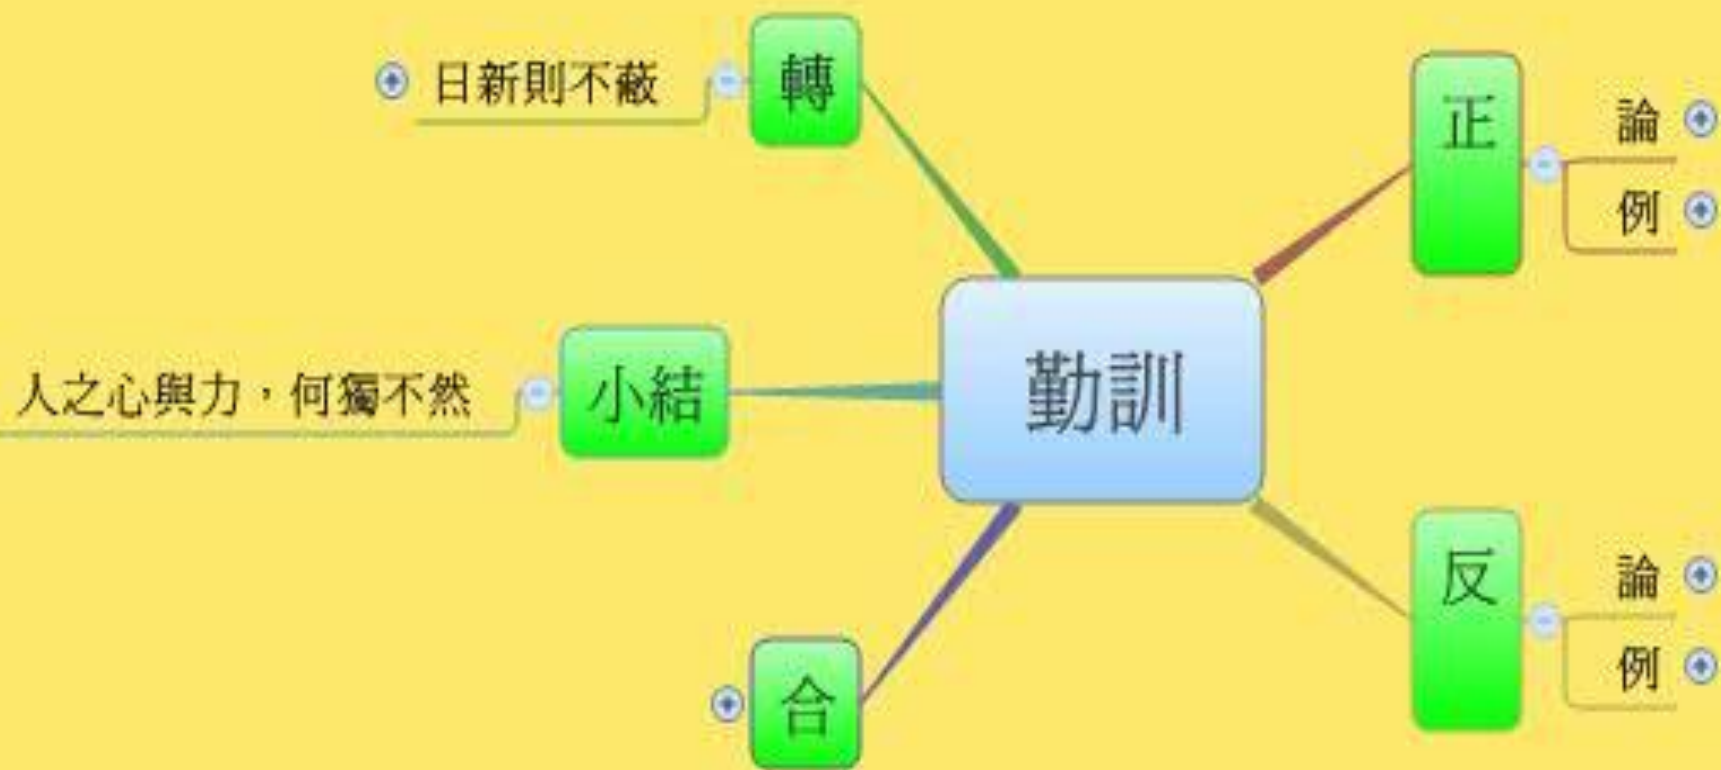 勤訓
正
論
例
反
論
例
轉
日新則不蔽
小結
人之心與力，何獨不然
合